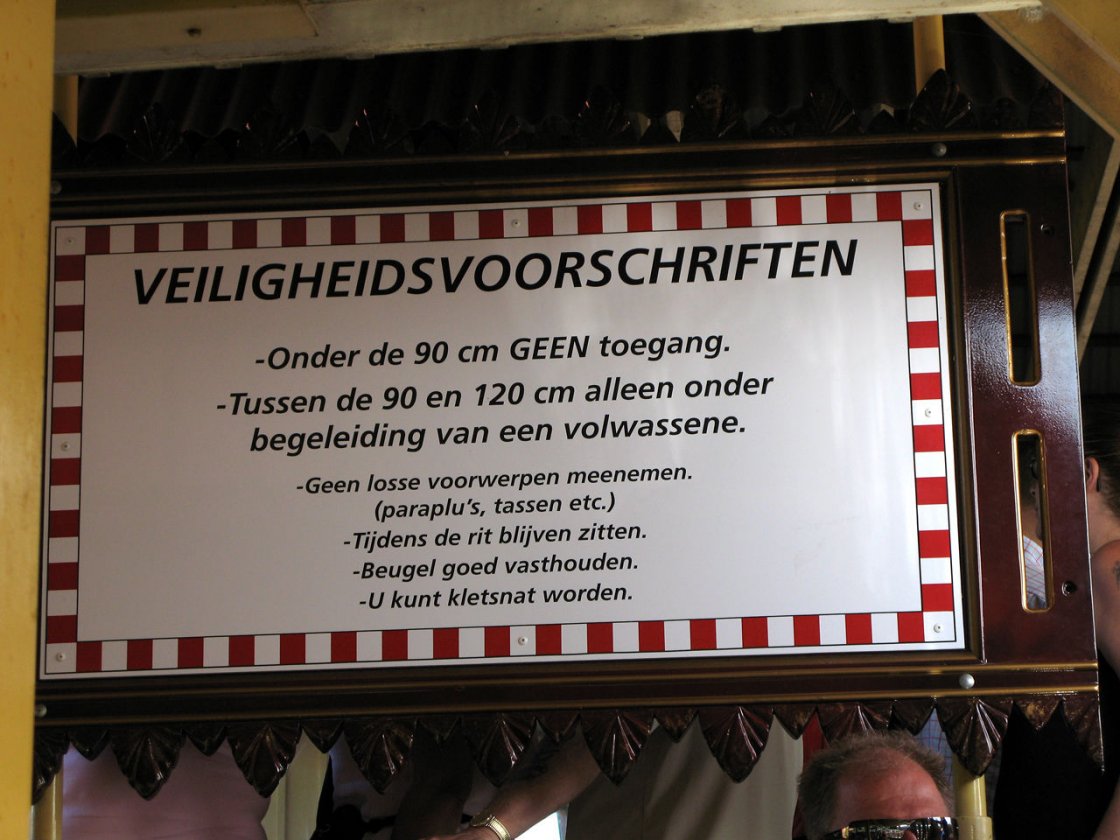 VEILIGHEIDSVOORSCHRIFTEN
-Onder de 90 cm GEEN toegang.
-Tussen de 90 en 120 cm alleen onder
begeleiding van een volwassene.
-Geen losse voorwerpen meenemen.
(paraplu's, tassen etc.)
-Tijdens de rit blijven zitten.
-Beugel goed vasthouden.
-U kunt kletsnat worden.